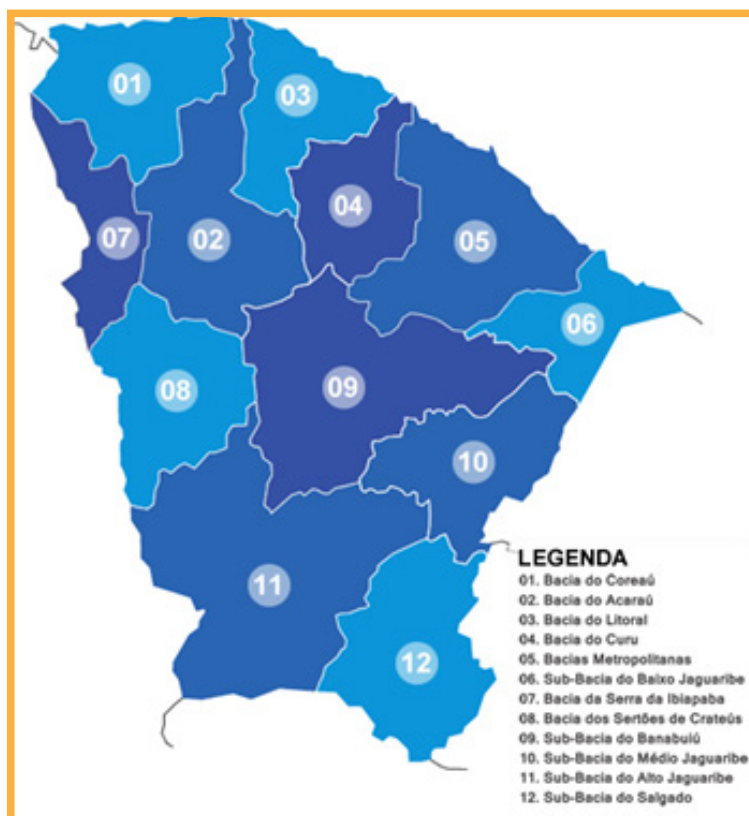 01
03
04
07
02
05
06
08
09
10
11
12
LEGENDA
01. Bacia do Coreaú
02. Bacia do Acaraú
03. Bacia do Litoral
04. Bacia do Curu
05. Bacias Metropolitanas
06. Sub-Bacia do Baixo Jaguaribe
07. Bacia da Serra da Ibiapaba
08. Bacia dos Sertões de Crateús
09. Sub-Bacia do Banabuiú
10. Sub-Bacia do Médio Jaguaribe
11. Sub-Bacia do Alto Jaguaribe
12. Sub-Bacia do Salgado